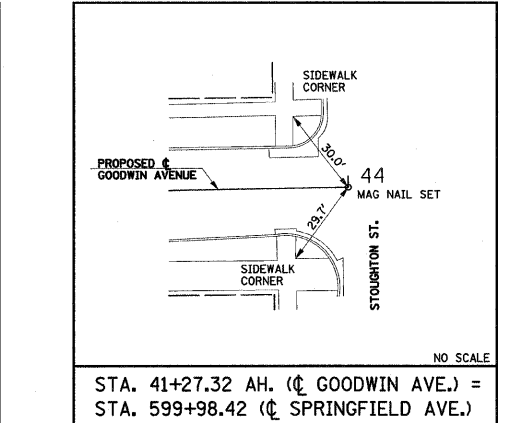 SIDEWALK
CORNER
PROPOSED ℄
GOODWIN AVENUE
30.0'
44
MAG NAIL SET
29.7'
SIDEWALK
CORNER
STOUGHTON ST.
NO SCALE
STA. 41+27.32 AH. (℄ GOODWIN AVE.) =
STA. 599+98.42 (℄ SPRINGFIELD AVE.)